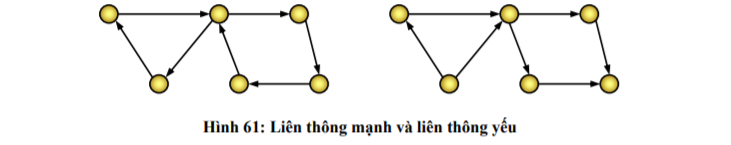 Hình 61: Liên thông mạnh và liên thông yếu